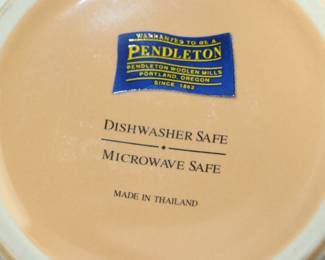 WARRANTED TO BE A
PENDLETON
PENDLETON WOOLEN MILLS
PORTLAND, OREGON
SINCE 1863
DISHWASHER SAFE
MICROWAVE SAFE
MADE IN THAILAND